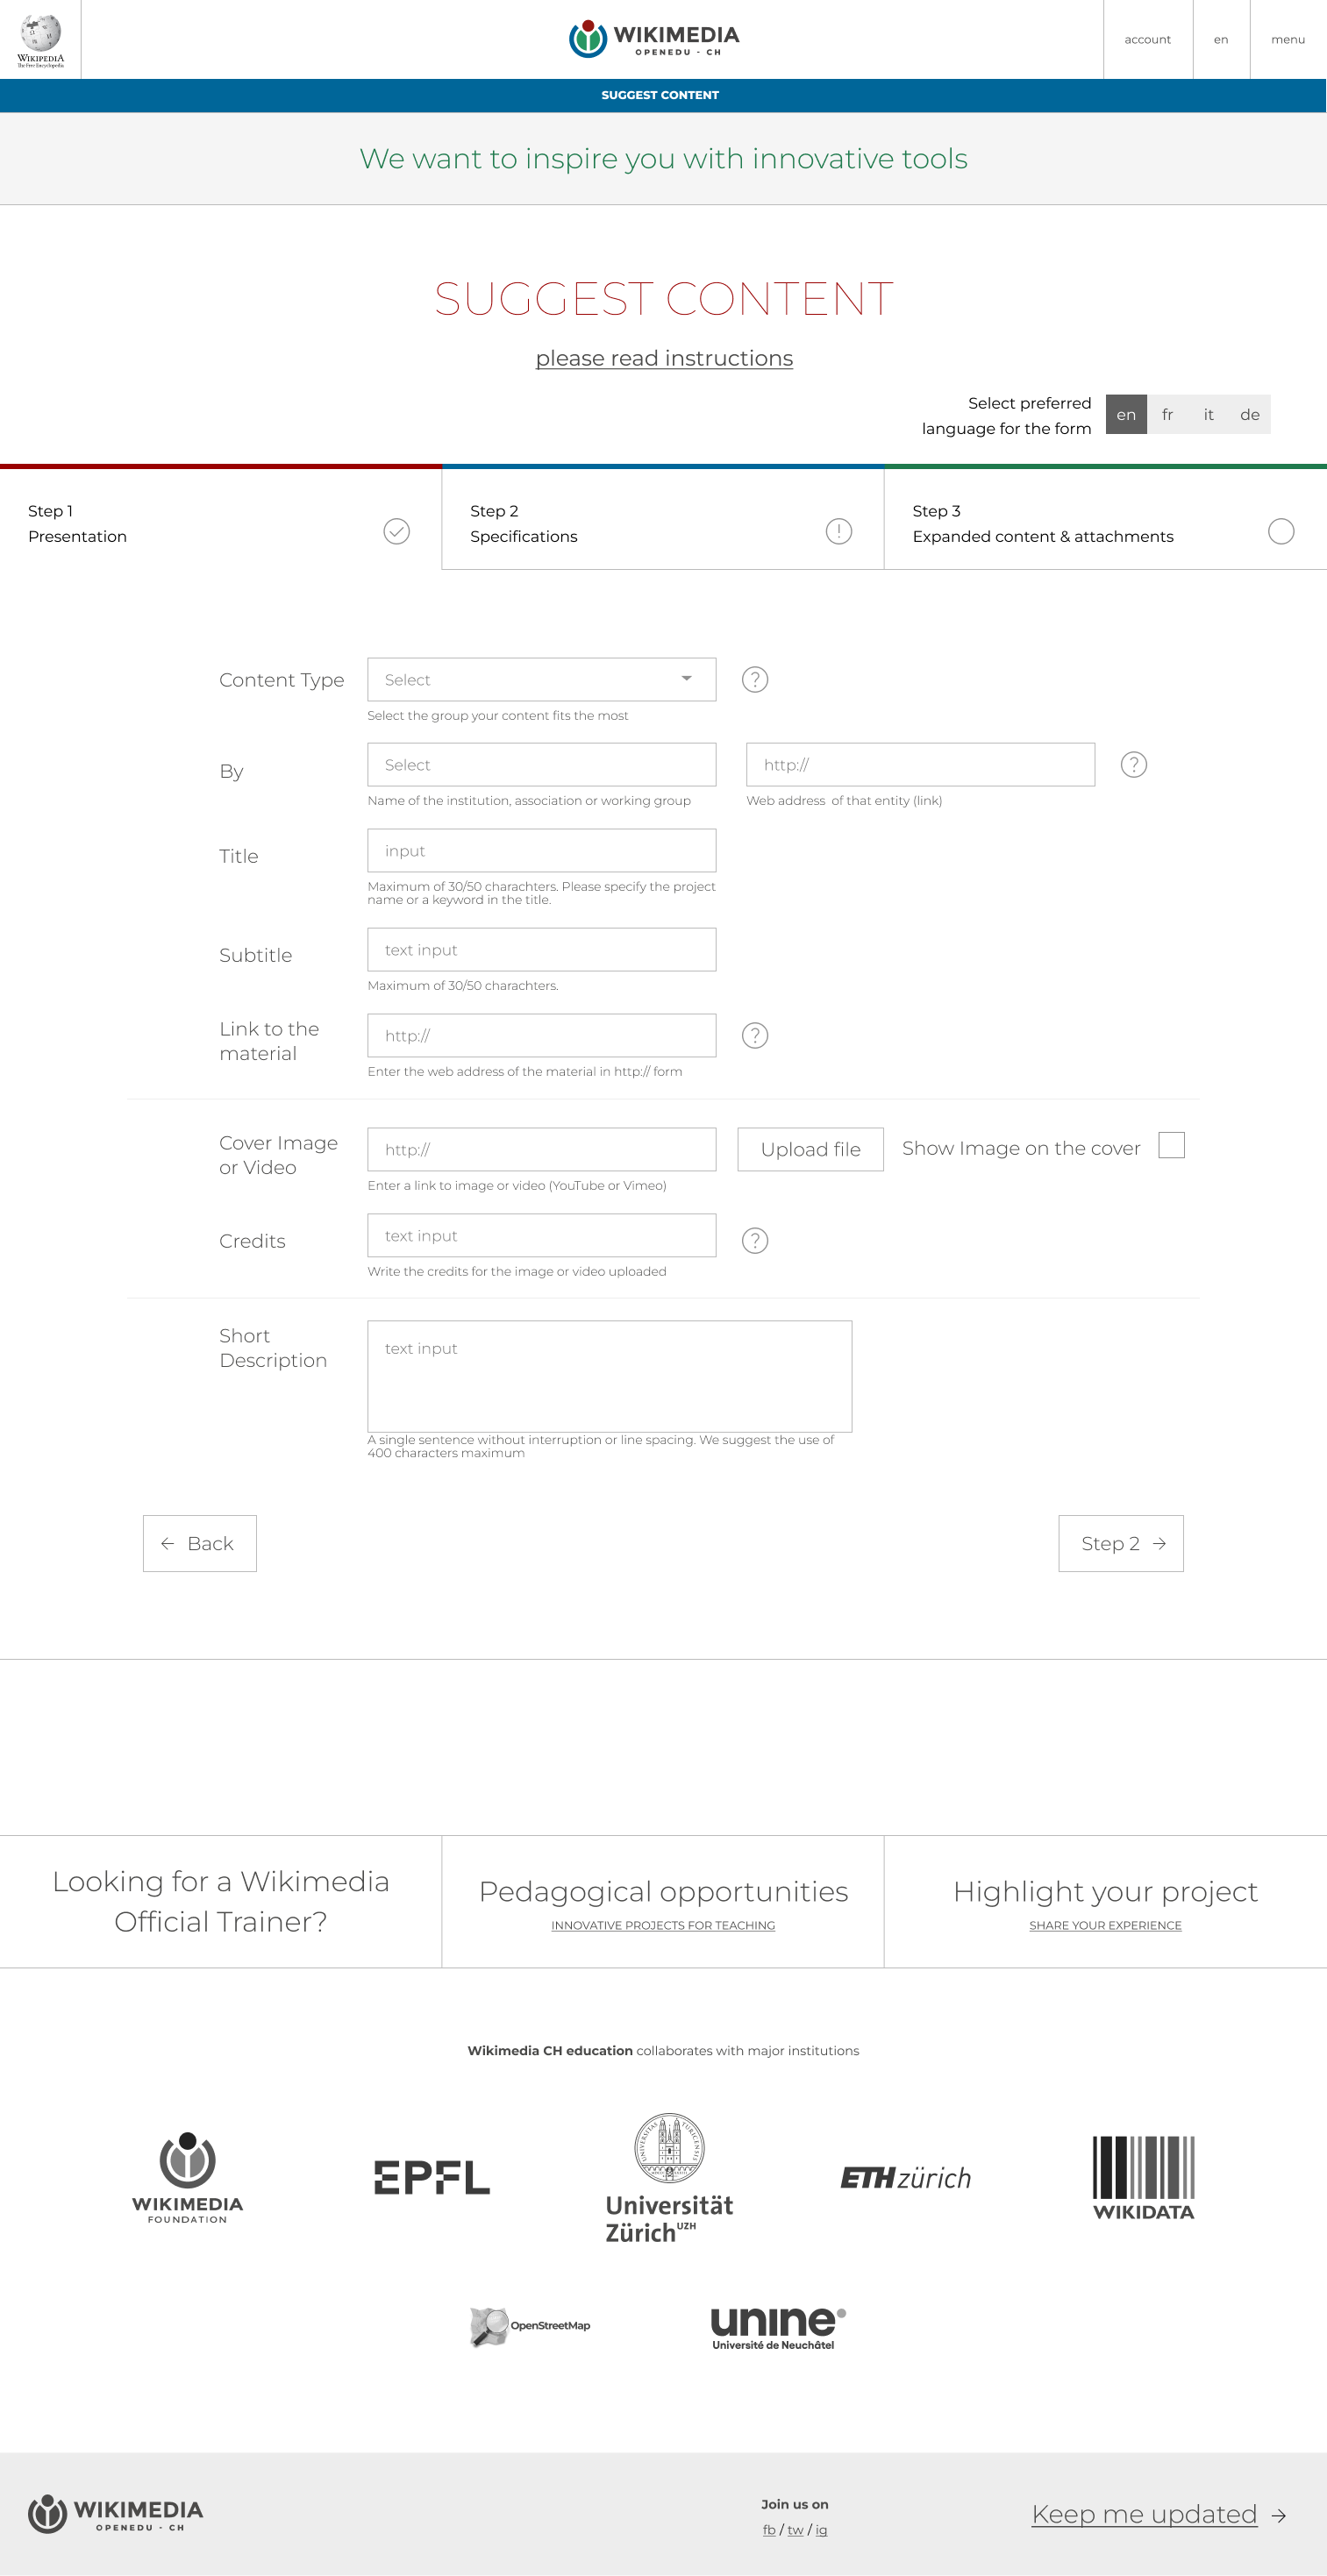 WIKIPEDIA
The Free Encyclopedia
WIKIMEDIA
OPENEDU - CH
account
en
menu
SUGGEST CONTENT
We want to inspire you with innovative tools
SUGGEST CONTENT
please read instructions
Select preferred
language for the form
en fr it de
Step 1
Presentation
Step 2
Specifications
Step 3
Expanded content & attachments
Content Type
Select
?
Select the group your content fits the most
By
Select
http://
?
Name of the institution, association or working group
Web address of that entity (link)
Title
input
Maximum of 30/50 charachters. Please specify the project
name or a keyword in the title.
Subtitle
text input
Maximum of 30/50 charachters.
Link to the
material
http://
?
Enter the web address of the material in http:// form
Cover Image
or Video
http://
Upload file
Show Image on the cover
Enter a link to image or video (YouTube or Vimeo)
Credits
text input
?
Write the credits for the image or video uploaded
Short
Description
text input
A single sentence without interruption or line spacing. We suggest the use of
400 characters maximum
← Back
Step 2 →
Looking for a Wikimedia
Official Trainer?
Pedagogical opportunities
INNOVATIVE PROJECTS FOR TEACHING
Highlight your project
SHARE YOUR EXPERIENCE
Wikimedia CH education collaborates with major institutions
WIKIMEDIA
FOUNDATION
EPFL
Universität
Zürich UZH
ETH zürich
WIKIDATA
OpenStreetMap
unine
Université de Neuchâtel
WIKIMEDIA
OPENEDU - CH
Join us on
fb / tw / ig
Keep me updated →